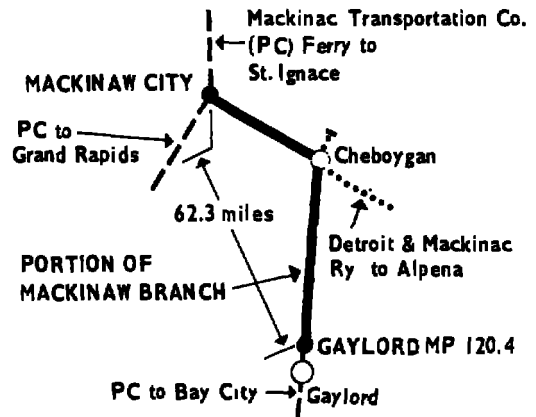 Mackinac Transportation Co.
(PC) Ferry to
St. Ignace
MACKINAW CITY
PC to
Grand Rapids
Cheboygan
62.3 miles
Detroit & Mackinac
Ry to Alpena
PORTION OF
MACKINAW BRANCH
GAYLORD MP 120.4
PC to Bay City
Gaylord